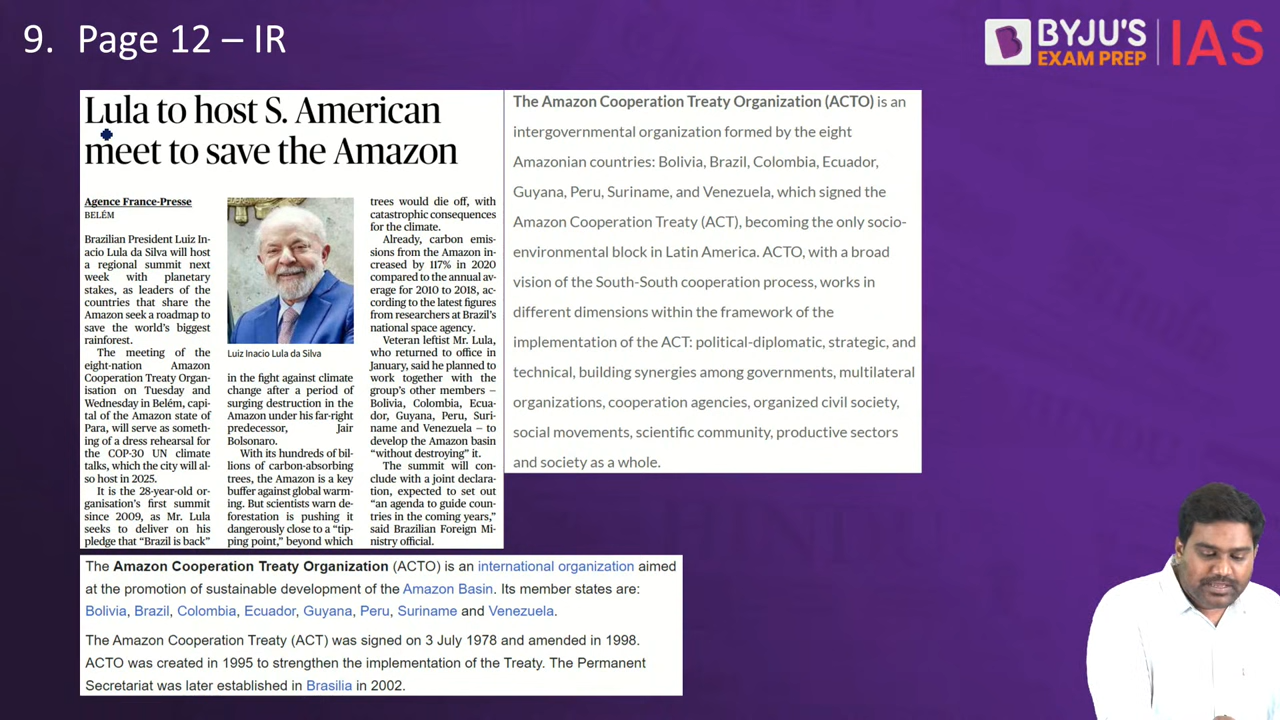 9. Page 12 – IR
BYJU'S
EXAM PREP
IAS
Lula to host S. American
meet to save the Amazon
Agence France-Presse
BELÉM
Brazilian President Luiz In-
acio Lula da Silva will host
a regional summit next
week with planetary
stakes, as leaders of the
countries that share the
Amazon seek a roadmap to
save the world's biggest
rainforest.
The meeting of the
eight-nation Amazon
Cooperation Treaty Organ-
isation on Tuesday and
Wednesday in Belém, capi-
tal of the Amazon state of
Para, will serve as someth-
ing of a dress rehearsal for
the COP-30 UN climate
talks, which the city will al-
so host in 2025.
It is the 28-year-old or-
ganisation's first summit
since 2009, as Mr. Lula
seeks to deliver on his
pledge that "Brazil is back"
Luiz Inacio Lula da Silva
in the fight against climate
change after a period of
surging destruction in the
Amazon under his far-right
predecessor, Jair
Bolsonaro.
With its hundreds of bil-
lions of carbon-absorbing
trees, the Amazon is a key
buffer against global warm-
ing. But scientists warn de-
forestation is pushing it
dangerously close to a "tip-
ping point," beyond which
trees would die off, with
catastrophic consequences
for the climate.
Already, carbon emis-
sions from the Amazon in-
creased by 117% in 2020
compared to the annual av-
erage for 2010 to 2018, ac-
cording to the latest figures
from researchers at Brazil's
national space agency.
Veteran leftist Mr. Lula,
who returned to office in
January, said he planned to
work together with the
group's other members –
Bolivia, Colombia, Ecua-
dor, Guyana, Peru, Suri-
name and Venezuela – to
develop the Amazon basin
"without destroying" it.
The summit will con-
clude with a joint declara-
tion, expected to set out
"an agenda to guide coun-
tries in the coming years,"
said Brazilian Foreign Mi-
nistry official.
The Amazon Cooperation Treaty Organization (ACTO) is an
intergovernmental organization formed by the eight
Amazonian countries: Bolivia, Brazil, Colombia, Ecuador,
Guyana, Peru, Suriname, and Venezuela, which signed the
Amazon Cooperation Treaty (ACT), becoming the only socio-
environmental block in Latin America. ACTO, with a broad
vision of the South-South cooperation process, works in
different dimensions within the framework of the
implementation of the ACT: political-diplomatic, strategic, and
technical, building synergies among governments, multilateral
organizations, cooperation agencies, organized civil society,
social movements, scientific community, productive sectors
and society as a whole.
The Amazon Cooperation Treaty Organization (ACTO) is an international organization aimed
at the promotion of sustainable development of the Amazon Basin. Its member states are:
Bolivia, Brazil, Colombia, Ecuador, Guyana, Peru, Suriname and Venezuela.
The Amazon Cooperation Treaty (ACT) was signed on 3 July 1978 and amended in 1998.
ACTO was created in 1995 to strengthen the implementation of the Treaty. The Permanent
Secretariat was later established in Brasilia in 2002.